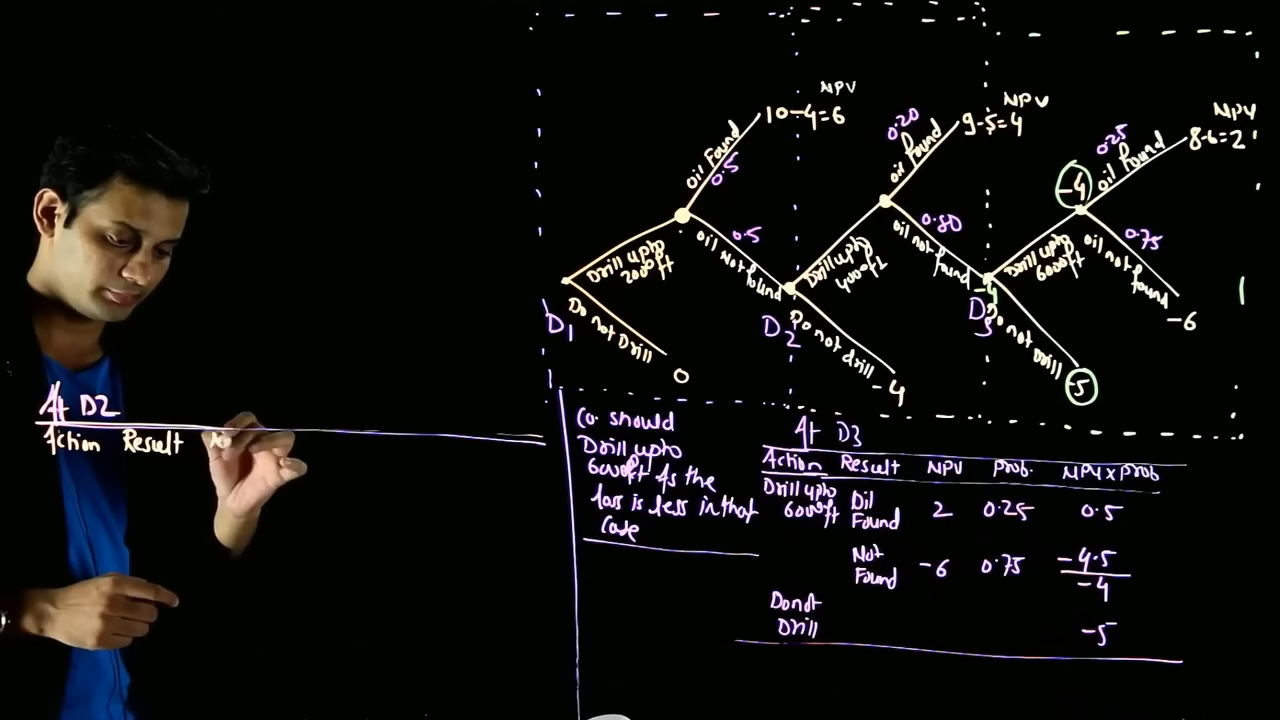 NPV
10-4=6
Oil Found
0.5
Drill upto
2000ft
Oil Not found
0.5
Do not Drill
0
D1
NPV
9-5=4
0.20
Oil Found
Drill upto
4000ft
0.80
Oil not found
Do not drill
-4
D2
NPV
8-6=2
0.25
Oil Found
-4
Drill upto
6000ft
0.75
Oil not found
-6
-4
D3
Do not Drill
-5
At D2
Action Result
Co. should
Drill upto
6000ft As the
loss is less in that
Case
At D3
Action Result NPV Prob. NPV x Prob
Drill upto
6000ft
Oil
Found
2 0.25 0.5
Not
Found
-6 0.75 -4.5
-4
Do not
Drill
-5